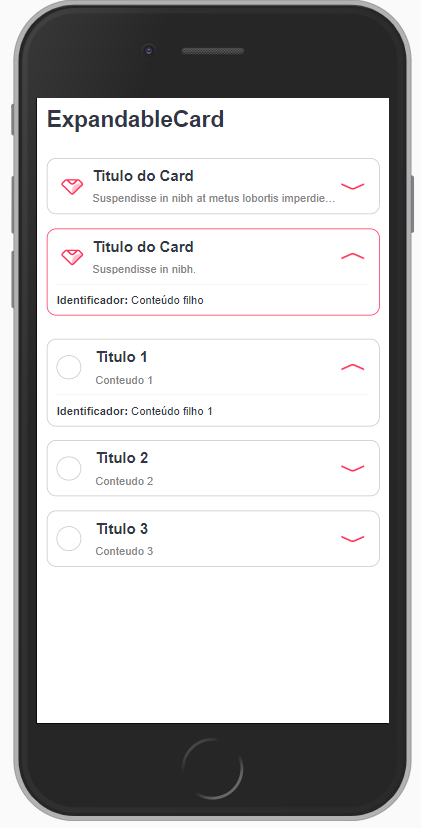 ExpandableCard
Titulo do Card
Suspendisse in nibh at metus lobortis imperdie...
Titulo do Card
Suspendisse in nibh.
Identificador: Conteúdo filho
Titulo 1
Conteudo 1
Identificador: Conteúdo filho 1
Titulo 2
Conteudo 2
Titulo 3
Conteudo 3